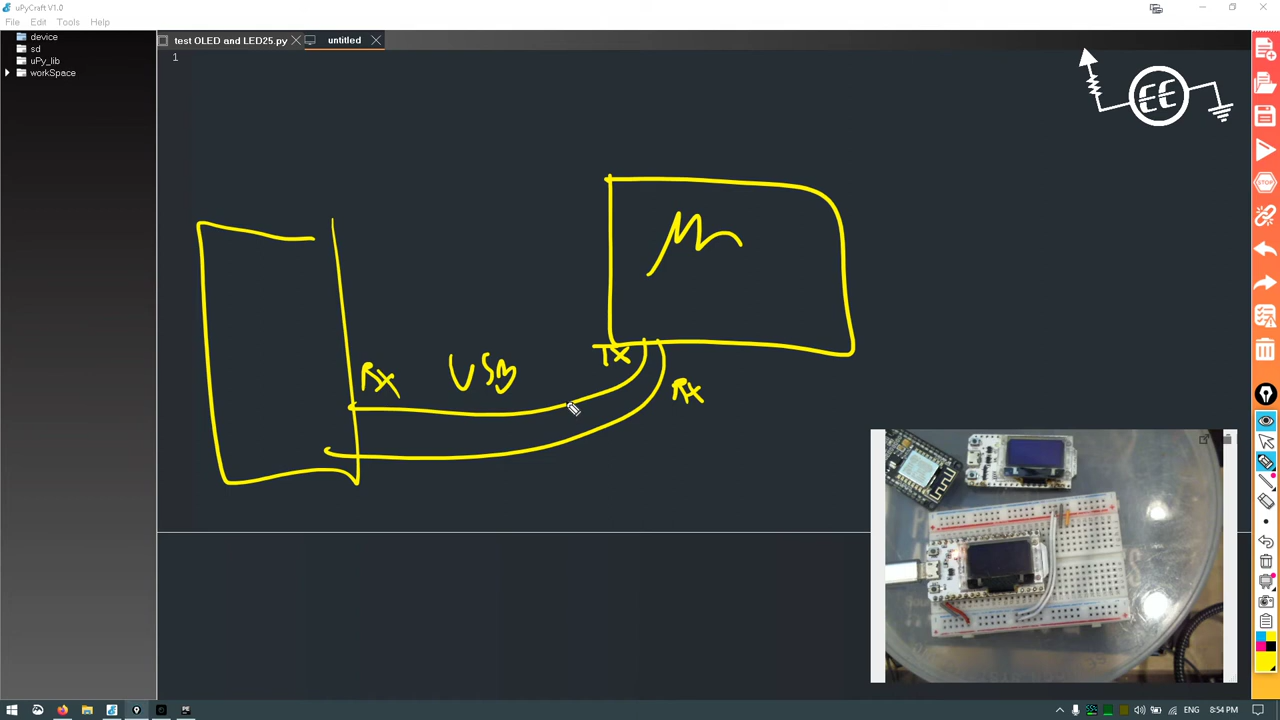 uPyCraft V1.0
File Edit Tools Help
device
sd
uPy_lib
workSpace
test OLED and LED25.py
untitled
1
EE
STOP
Rx
USB
Tx
Rx
ENG
8:54 PM